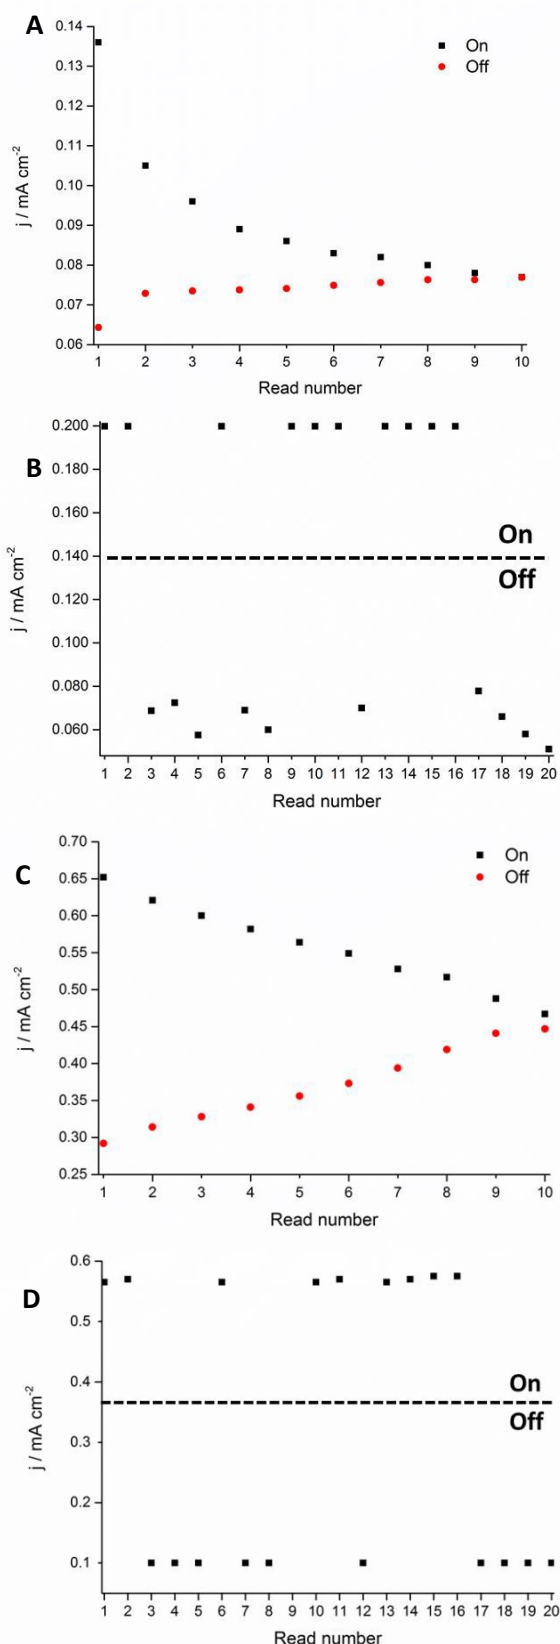 A
0.14
0.13
0.12
0.11
0.10
0.09
0.08
0.07
0.06
j / mA cm-2
On
Off
1 2 3 4 5 6 7 8 9 10
Read number
B
0.200
0.180
0.160
0.140
0.120
0.100
0.080
0.060
j / mA cm-2
On
Off
1 2 3 4 5 6 7 8 9 10 11 12 13 14 15 16 17 18 19 20
Read number
C
0.70
0.65
0.60
0.55
0.50
0.45
0.40
0.35
0.30
0.25
j / mA cm-2
On
Off
1 2 3 4 5 6 7 8 9 10
Read number
D
0.6
0.5
0.4
0.3
0.2
0.1
j / mA cm-2
On
Off
1 2 3 4 5 6 7 8 9 10 11 12 13 14 15 16 17 18 19 20
Read number